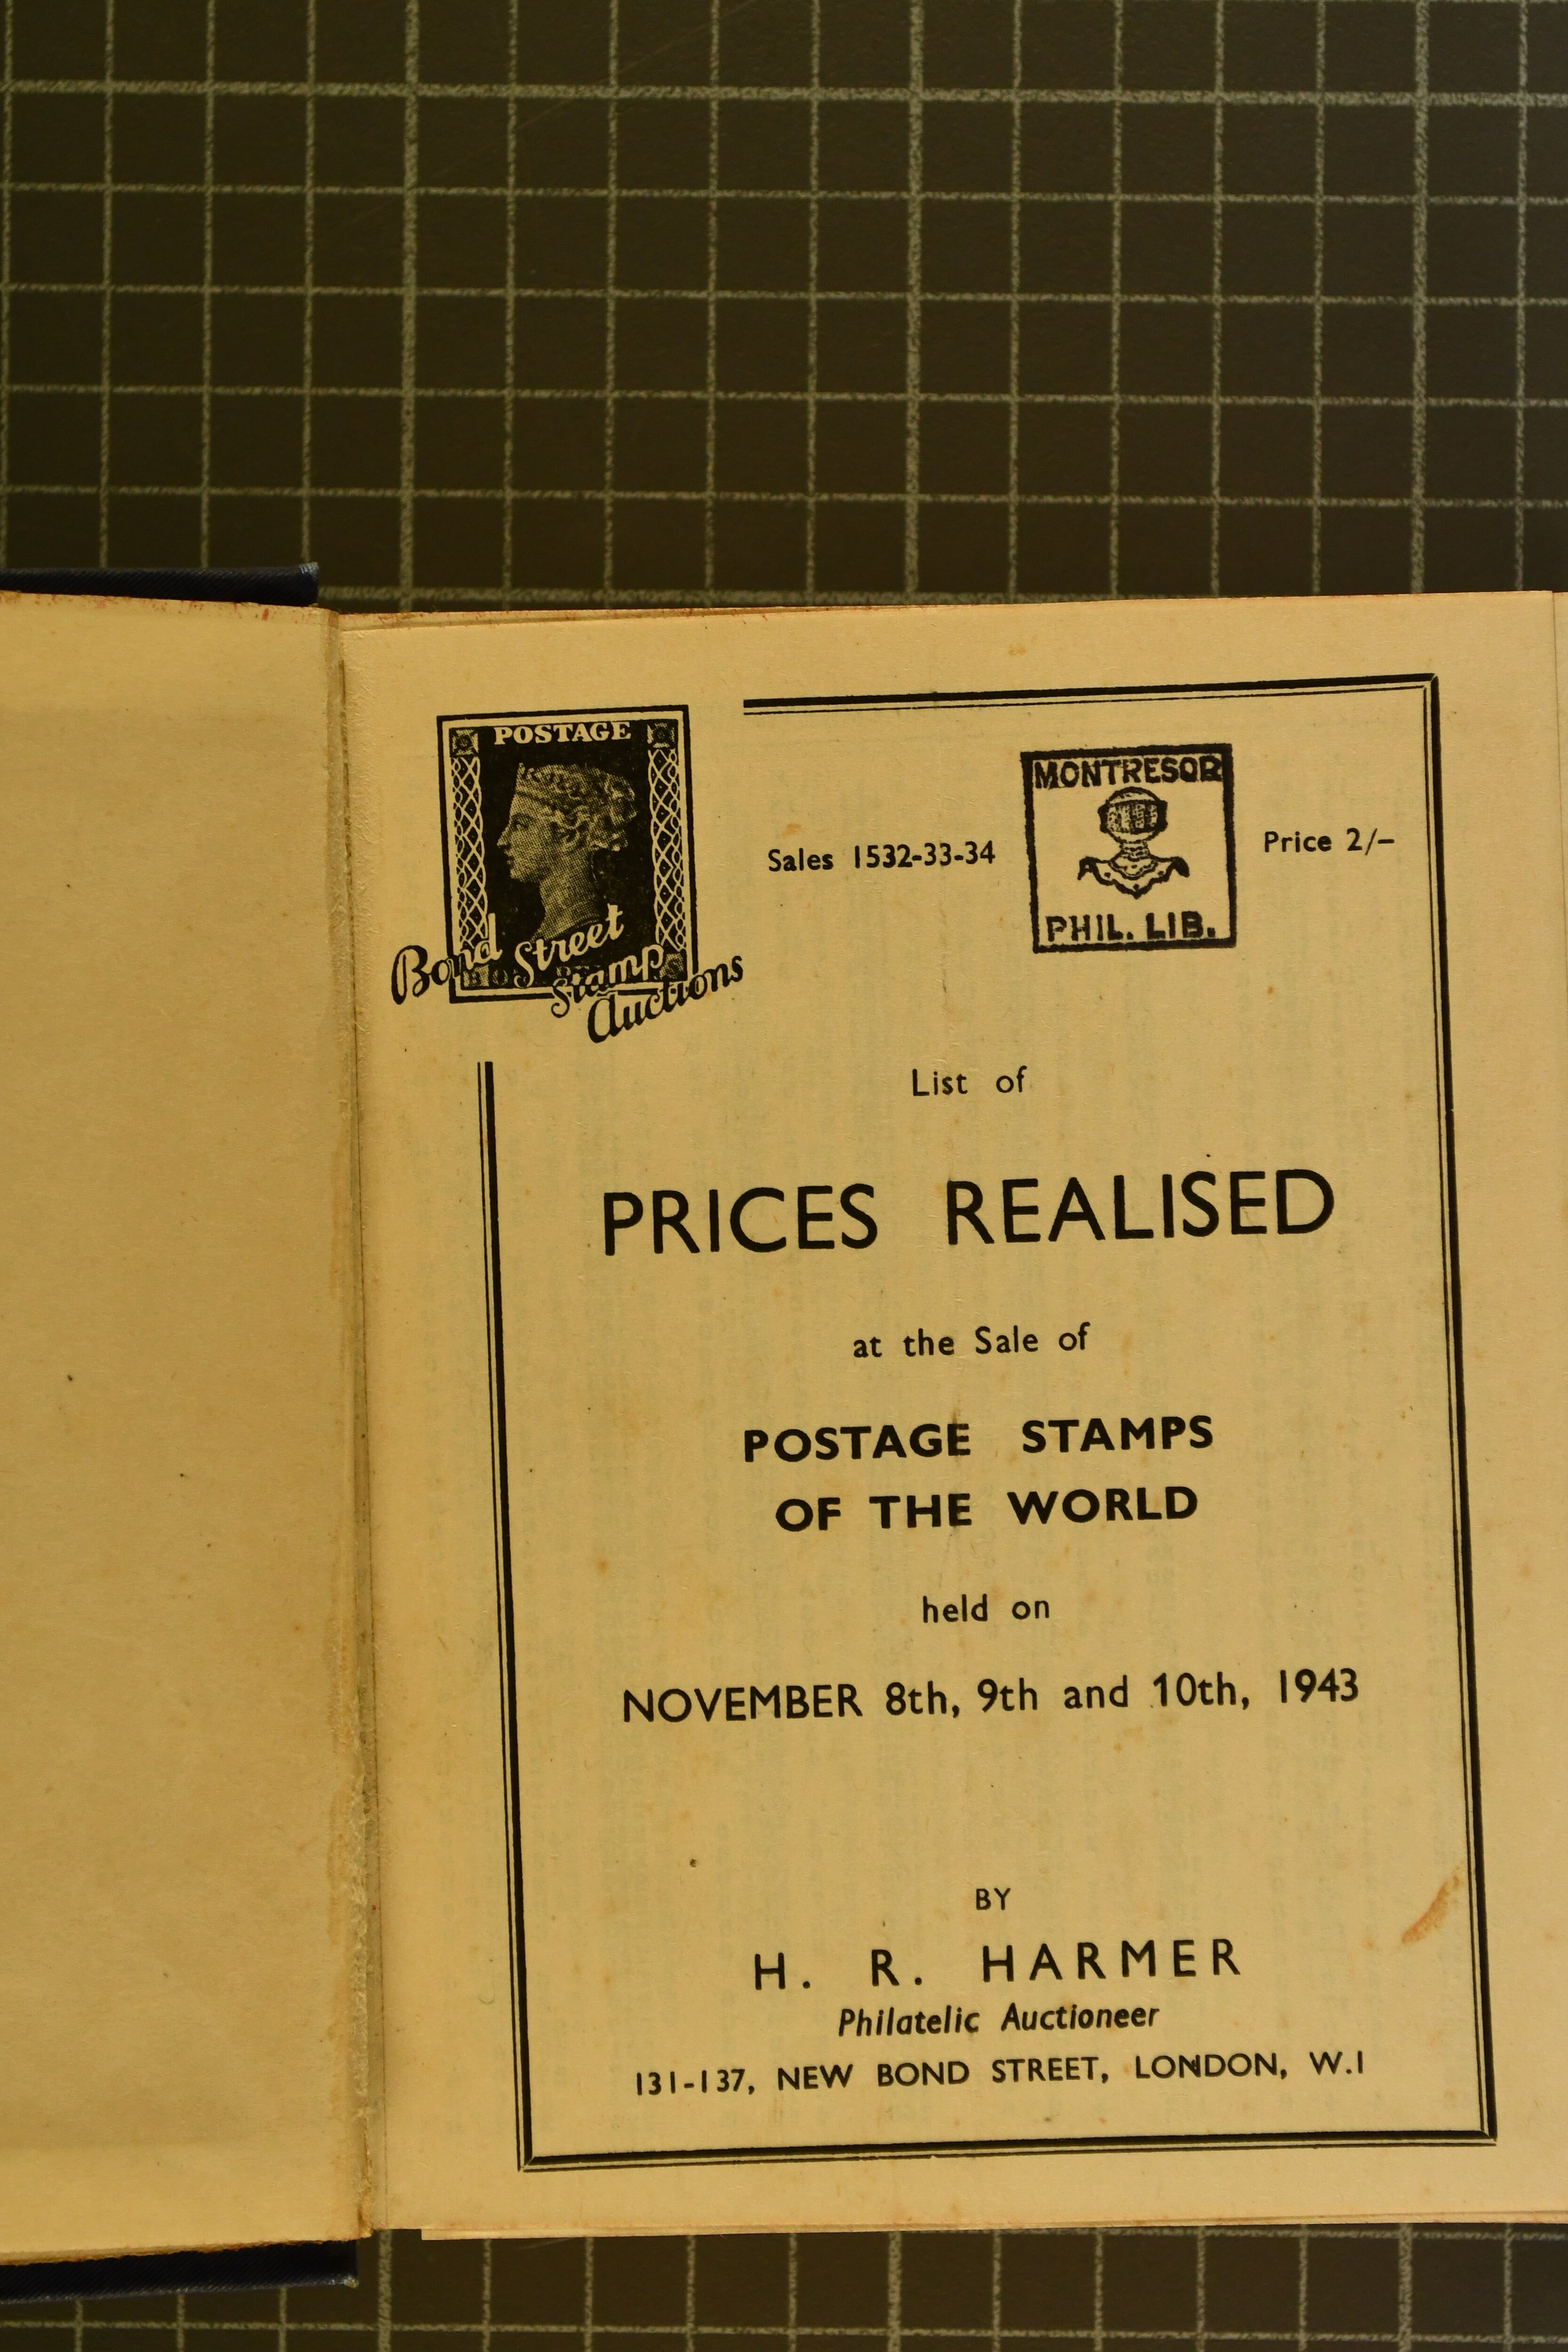 POSTAGE
Bond Street
Stamp
Auctions
Sales 1532-33-34
MONTRESOR
PHIL. LIB.
Price 2/-
List of
PRICES REALISED
at the Sale of
POSTAGE STAMPS
OF THE WORLD
held on
NOVEMBER 8th, 9th and 10th, 1943
BY
H. R. HARMER
Philatelic Auctioneer
131-137, NEW BOND STREET, LONDON, W.1